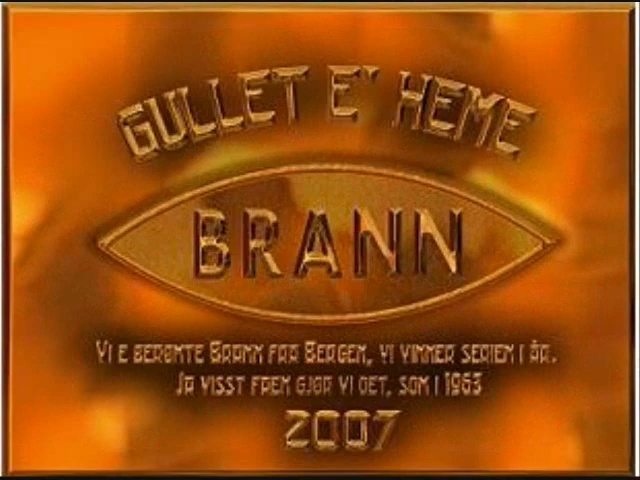 GULLET E' HEME
BRANN
VI E BERØMTE BRANN FRA BERGEN, VI VINNER SERIEN I ÅR.
JA VISST FREM GJØR VI DET, SOM I 1963
2007